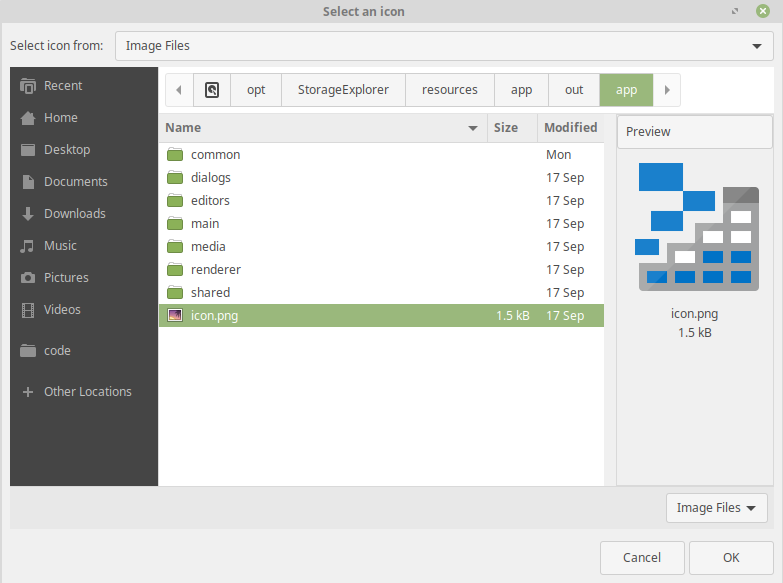 Select an icon
Select icon from: Image Files
Recent
Home
Desktop
Documents
Downloads
Music
Pictures
Videos
code
Other Locations
opt StorageExplorer resources app out app
Name Size Modified
common Mon
dialogs 17 Sep
editors 17 Sep
main 17 Sep
media 17 Sep
renderer 17 Sep
shared 17 Sep
icon.png 1.5 kB 17 Sep
Preview
icon.png
1.5 kB
Image Files
Cancel OK